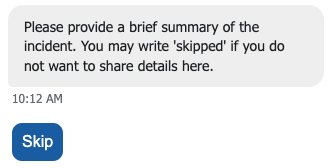 Please provide a brief summary of the
incident. You may write 'skipped' if you do
not want to share details here.
10:12 AM
Skip